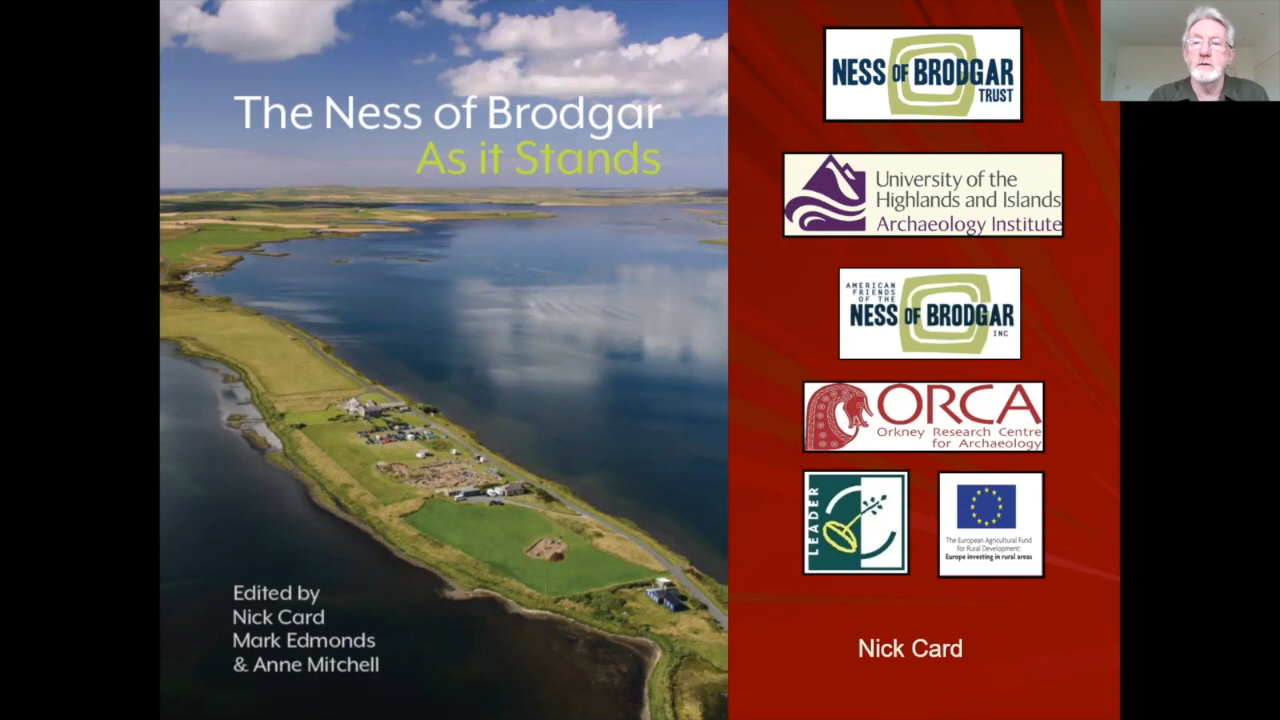 The Ness of Brodgar
As it Stands
Edited by
Nick Card
Mark Edmonds
& Anne Mitchell
NESS OF BRODGAR
TRUST
University of the
Highlands and Islands
Archaeology Institute
AMERICAN
FRIENDS
OF THE
NESS OF BRODGAR
INC
ORCA
Orkney Research Centre
for Archaeology
LEADER
The European Agricultural Fund
for Rural Development:
Europe investing in rural areas
Nick Card